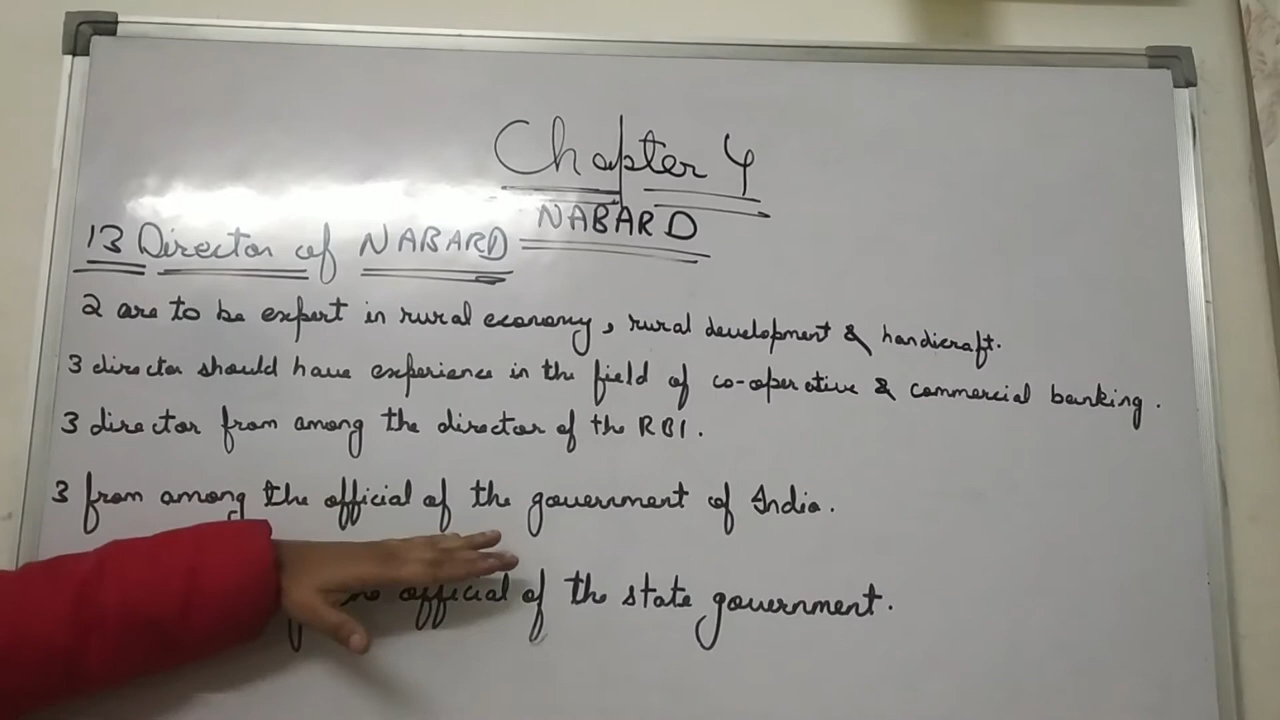 Chapter 4
NABARD
13 Director of NABARD
2 are to be expert in rural economy, rural development & handicraft.
3 director should have experience in the field of co-operative & commercial banking.
3 director from among the director of the RBI.
3 from among the official of the government of India.
official of the state government.